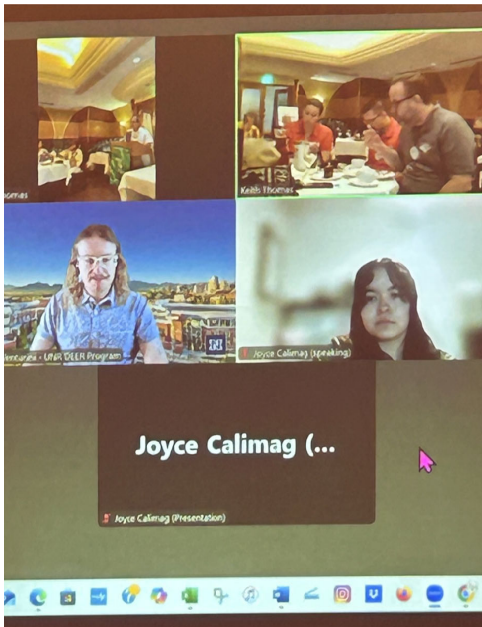 Keith Thomas
UNR DEER Program
Joyce Calimag (speaking)
Joyce Calimag (...
Joyce Calimag (Presentation)